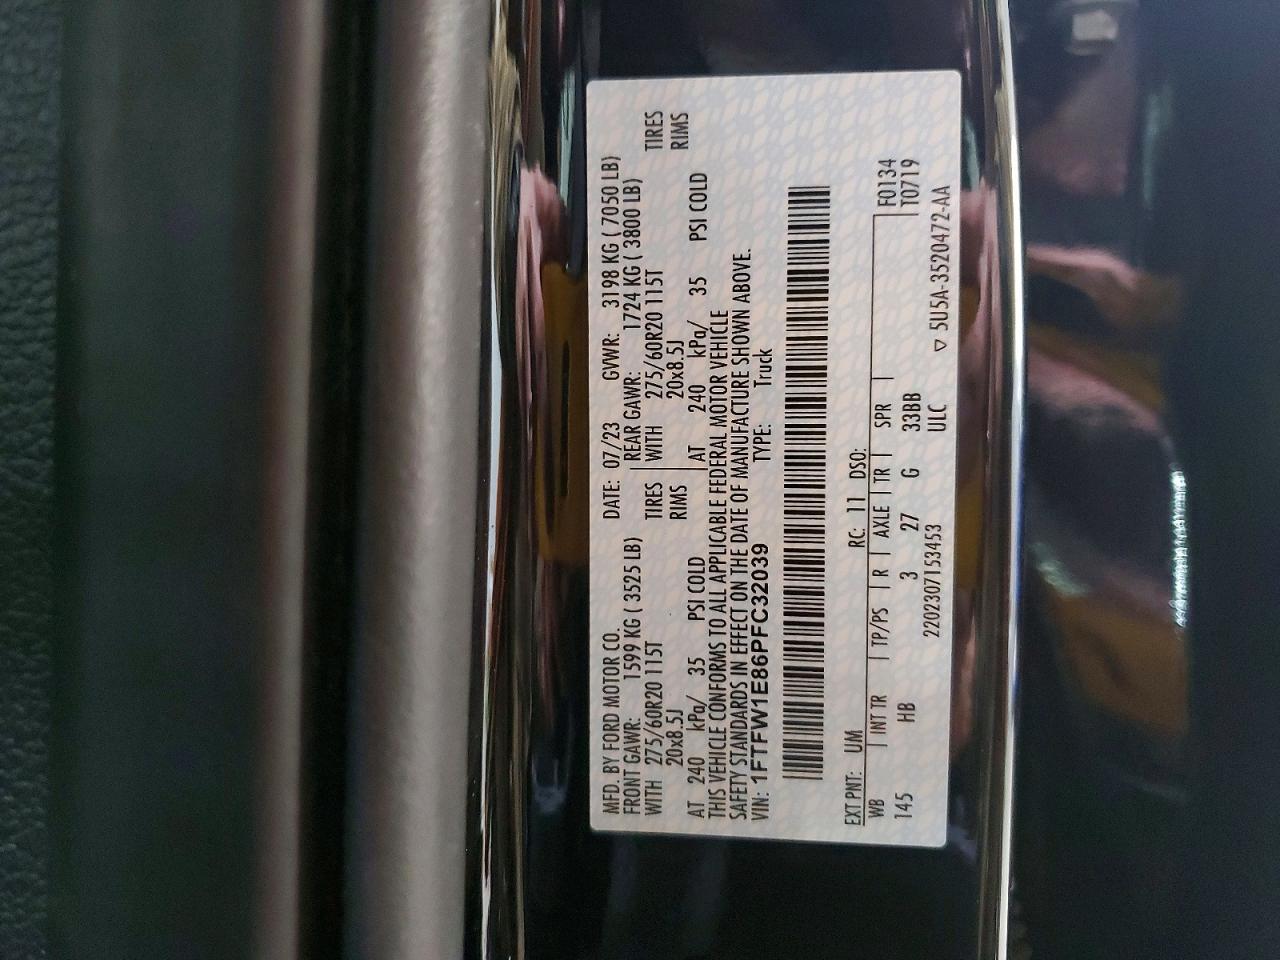 MFD. BY FORD MOTOR CO. DATE: 07/23 GVWR: 3198 KG ( 7050 LB)
FRONT GAWR: 1599 KG ( 3525 LB) REAR GAWR: 1724 KG ( 3800 LB)
WITH 275/60R20 115T TIRES WITH 275/60R20 115T TIRES
20x8.5J RIMS 20x8.5J RIMS
AT 240 kPa/ 35 PSI COLD AT 240 kPa/ 35 PSI COLD
THIS VEHICLE CONFORMS TO ALL APPLICABLE FEDERAL MOTOR VEHICLE
SAFETY STANDARDS IN EFFECT ON THE DATE OF MANUFACTURE SHOWN ABOVE.
VIN: 1FTFW1E86PFC32039 TYPE: Truck
EXT PNT: UM RC: 11 DSO:
WB INT TR TP/PS R AXLE TR SPR F0134
145 HB 3 27 G 33BB T0719
ULC
2202307153453 ▽ 5U5A-3520472-AA